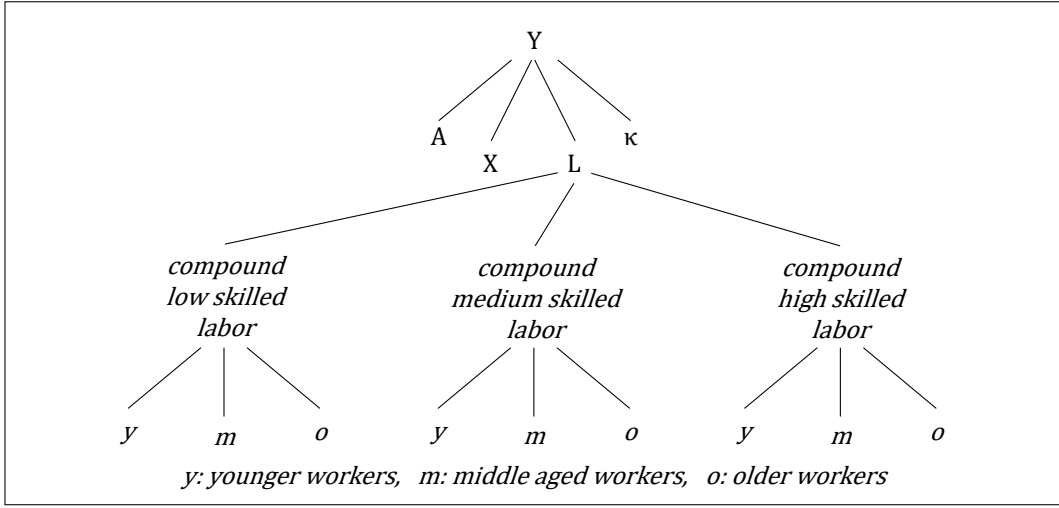 Y
A κ
X L
compound compound compound
low skilled medium skilled high skilled
labor labor labor
y m o y m o y m o
y: younger workers, m: middle aged workers, o: older workers